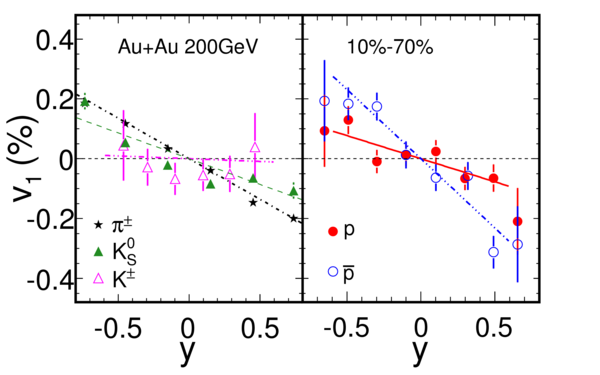 Au+Au 200GeV
10%-70%
v₁ (%)
0.4
0.2
0
-0.2
-0.4
π±
K⁰S
K±
p
p̅
-0.5
0
0.5
-0.5
0
0.5
y
y